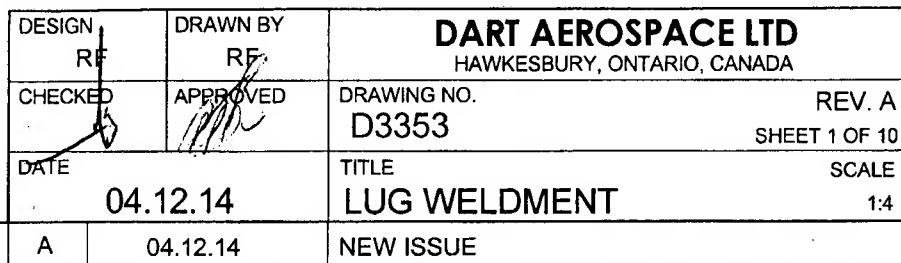 DESIGN
RF
DRAWN BY
RF
DART AEROSPACE LTD
HAWKESBURY, ONTARIO, CANADA
CHECKED
APPROVED
DRAWING NO.
D3353
REV. A
SHEET 1 OF 10
DATE
04.12.14
TITLE
LUG WELDMENT
SCALE
1:4
A 04.12.14 NEW ISSUE